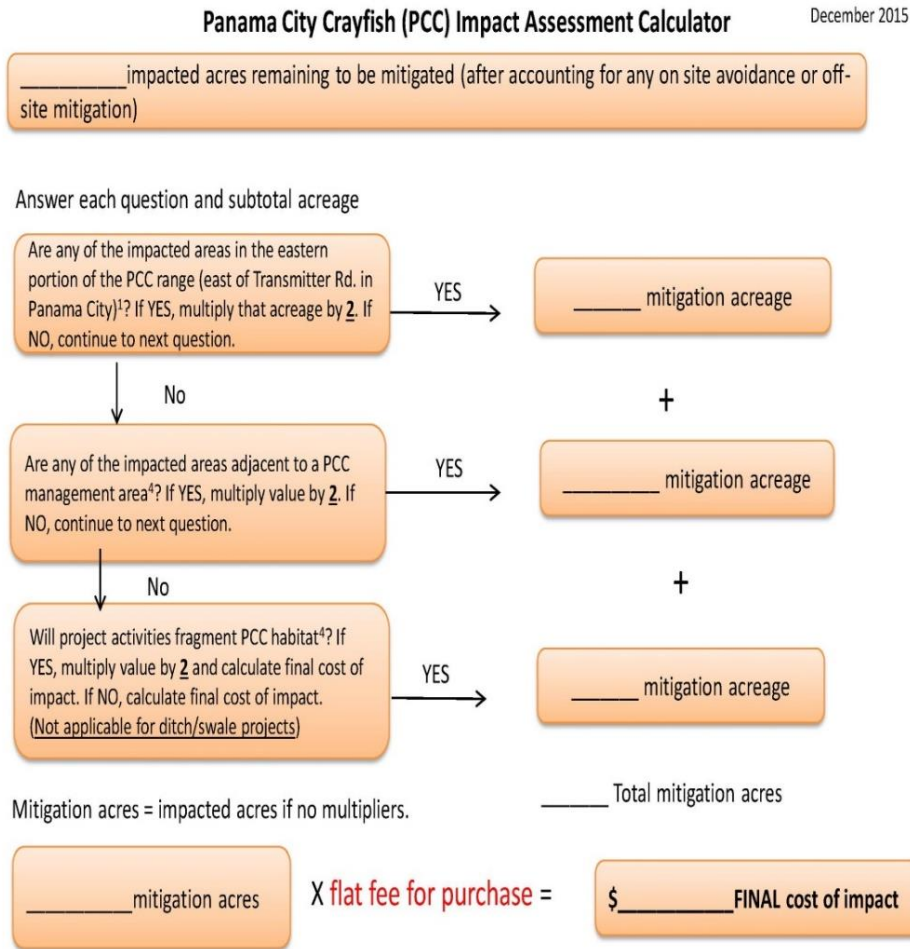 Panama City Crayfish (PCC) Impact Assessment Calculator
December 2015
___________impacted acres remaining to be mitigated (after accounting for any on site avoidance or off-
site mitigation)
Answer each question and subtotal acreage
Are any of the impacted areas in the eastern
portion of the PCC range (east of Transmitter Rd. in
Panama City)¹? If YES, multiply that acreage by 2. If
NO, continue to next question.
YES
_______ mitigation acreage
No
+
Are any of the impacted areas adjacent to a PCC
management area⁴? If YES, multiply value by 2. If
NO, continue to next question.
YES
__________ mitigation acreage
No
+
Will project activities fragment PCC habitat⁴? If
YES, multiply value by 2 and calculate final cost of
impact. If NO, calculate final cost of impact.
(Not applicable for ditch/swale projects)
YES
_______ mitigation acreage
Mitigation acres = impacted acres if no multipliers.
_______ Total mitigation acres
___________mitigation acres
X flat fee for purchase =
$____________FINAL cost of impact